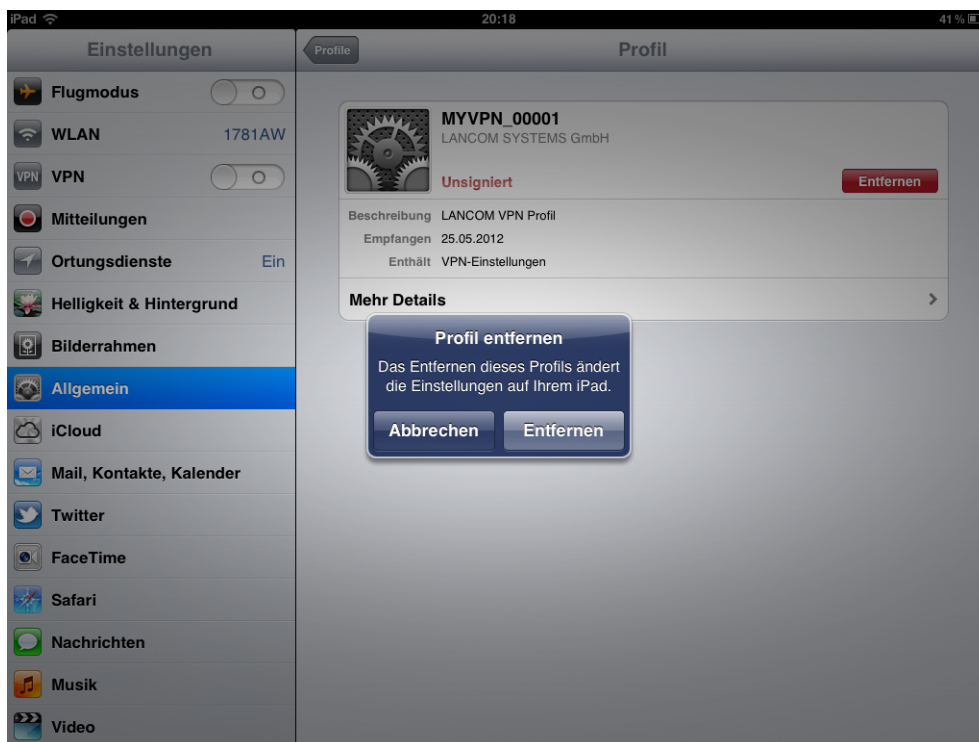 iPad
20:18
41 %
Einstellungen
Flugmodus
WLAN 1781AW
VPN VPN
Mitteilungen
Ortungsdienste Ein
Helligkeit & Hintergrund
Bilderrahmen
Allgemein
iCloud
Mail, Kontakte, Kalender
Twitter
FaceTime
Safari
Nachrichten
Musik
Video
Profile
Profil
MYVPN_00001
LANCOM SYSTEMS GmbH
Unsigniert
Entfernen
Beschreibung LANCOM VPN Profil
Empfangen 25.05.2012
Enthält VPN-Einstellungen
Mehr Details
Profil entfernen
Das Entfernen dieses Profils ändert
die Einstellungen auf Ihrem iPad.
Abbrechen Entfernen